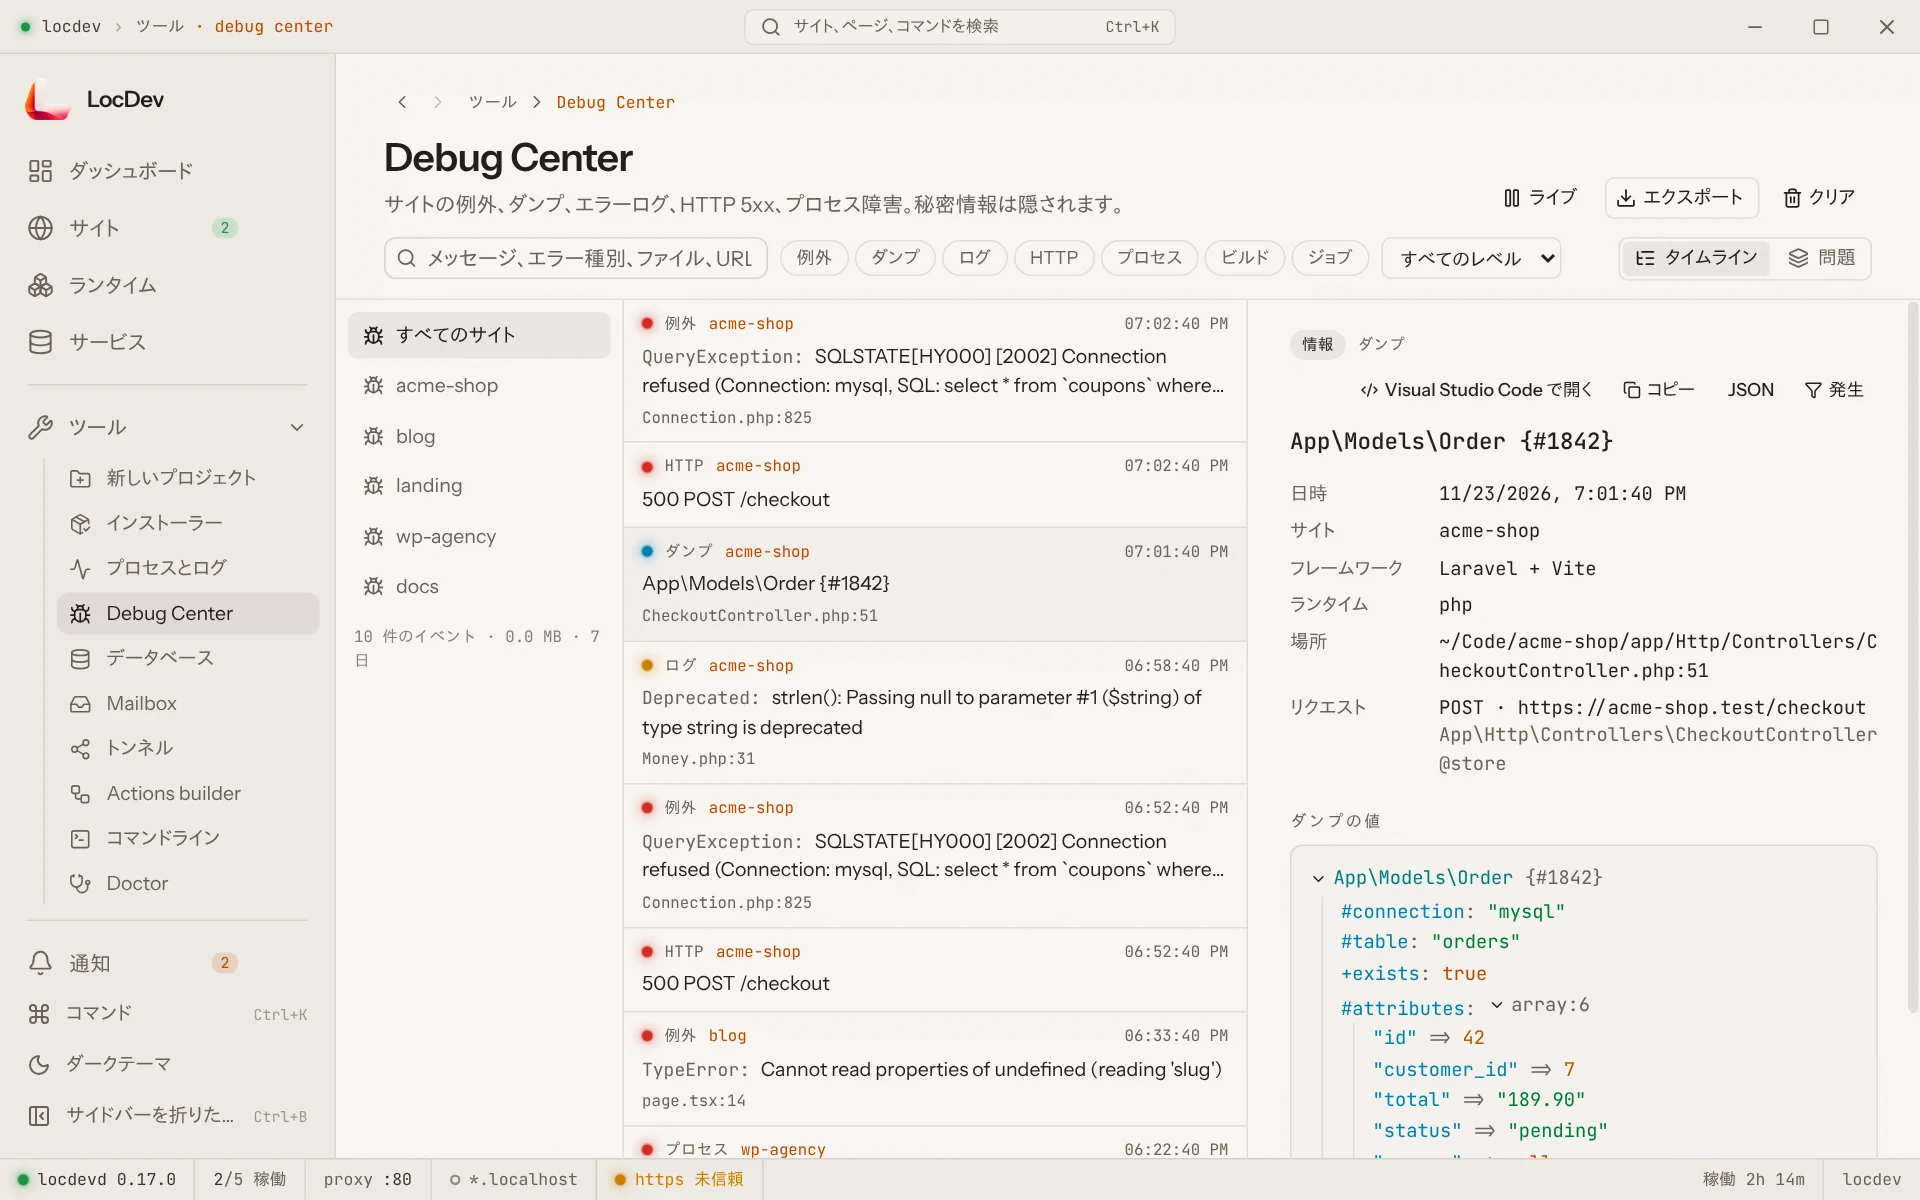 locdev › ツール · debug center
サイト、ページ、コマンドを検索 Ctrl+K
LocDev
ダッシュボード
サイト 2
ランタイム
サービス
ツール
新しいプロジェクト
インストーラー
プロセスとログ
Debug Center
データベース
Mailbox
トンネル
Actions builder
コマンドライン
Doctor
通知 2
コマンド Ctrl+K
ダークテーマ
サイドバーを折りた… Ctrl+B
ツール > Debug Center
Debug Center
サイトの例外、ダンプ、エラーログ、HTTP 5xx、プロセス障害。秘密情報は隠されます。
ライブ エクスポート クリア
メッセージ、エラー種別、ファイル、URL 例外 ダンプ ログ HTTP プロセス ビルド ジョブ すべてのレベル タイムライン 問題
すべてのサイト
acme-shop
blog
landing
wp-agency
docs
10 件のイベント · 0.0 MB · 7
日
例外 acme-shop 07:02:40 PM
QueryException: SQLSTATE[HY000] [2002] Connection
refused (Connection: mysql, SQL: select * from `coupons` where…
Connection.php:825
HTTP acme-shop 07:02:40 PM
500 POST /checkout
ダンプ acme-shop 07:01:40 PM
App\Models\Order {#1842}
CheckoutController.php:51
ログ acme-shop 06:58:40 PM
Deprecated: strlen(): Passing null to parameter #1 ($string) of
type string is deprecated
Money.php:31
例外 acme-shop 06:52:40 PM
QueryException: SQLSTATE[HY000] [2002] Connection
refused (Connection: mysql, SQL: select * from `coupons` where…
Connection.php:825
HTTP acme-shop 06:52:40 PM
500 POST /checkout
例外 blog 06:33:40 PM
TypeError: Cannot read properties of undefined (reading 'slug')
page.tsx:14
プロセス wp-agency 06:22:40 PM
情報 ダンプ
Visual Studio Code で開く コピー JSON 発生
App\Models\Order {#1842}
日時 11/23/2026, 7:01:40 PM
サイト acme-shop
フレームワーク Laravel + Vite
ランタイム php
場所 ~/Code/acme-shop/app/Http/Controllers/C
heckoutController.php:51
リクエスト POST · https://acme-shop.test/checkout
App\Http\Controllers\CheckoutController
@store
ダンプの値
App\Models\Order {#1842}
#connection: "mysql"
#table: "orders"
+exists: true
#attributes: array:6
"id" => 42
"customer_id" => 7
"total" => "189.90"
"status" => "pending"
locdevd 0.17.0 2/5 稼働 proxy :80 *.localhost https 未信頼 稼働 2h 14m locdev